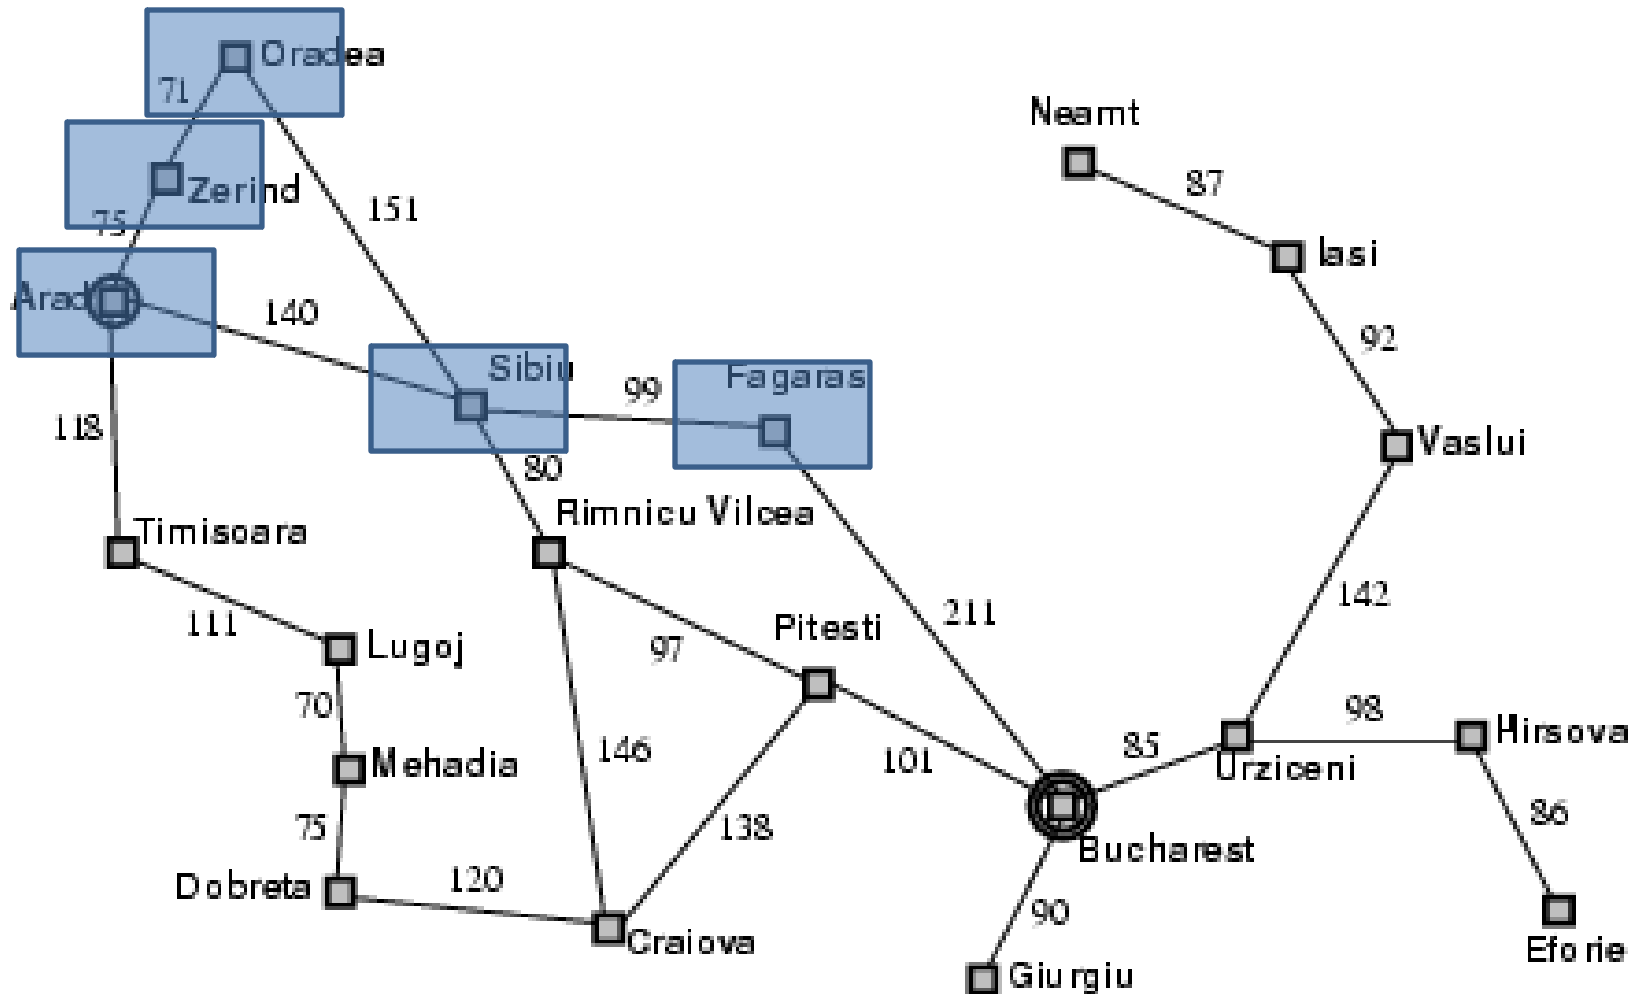 Oradea
71
Neamt
Zerind
87
75
151
Iasi
Arad
140
92
Sibiu
Fagaras
99
118
Vaslui
80
Rimnicu Vilcea
Timisoara
142
111
211
Pitesti
Lugoj
97
70
98
Hirsova
146
85
Mehadia
101
Urziceni
75
138
86
Bucharest
Dobreta
120
90
Craiova
Eforie
Giurgiu